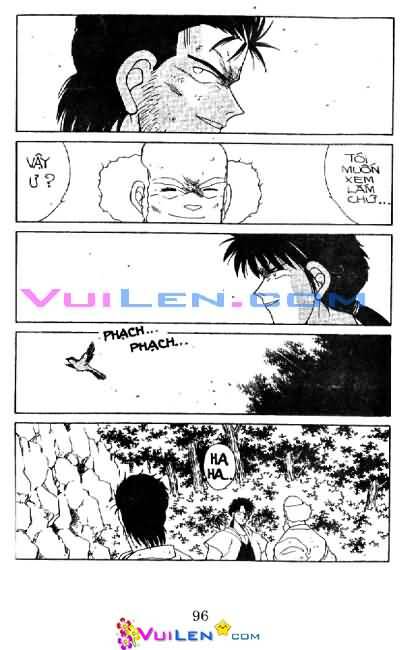 TÔI
MUỐN
XEM
LẮM
CHỨ...
VẬY
Ư?
VUILEN.COM
PHẠCH...
PHẠCH...
HA
HA...
96
VUILEN.COM